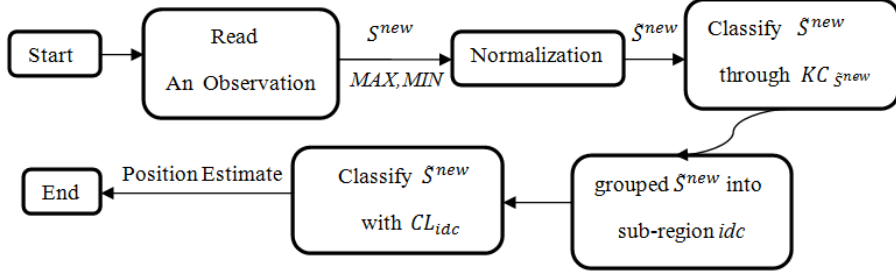 Start
Read
An Observation
S^new
MAX, MIN
Normalization
S̃^new
Classify S̃^new
through KC_S̃^new
grouped S̃^new into
sub-region idc
Classify S̃^new
with CL_idc
Position Estimate
End